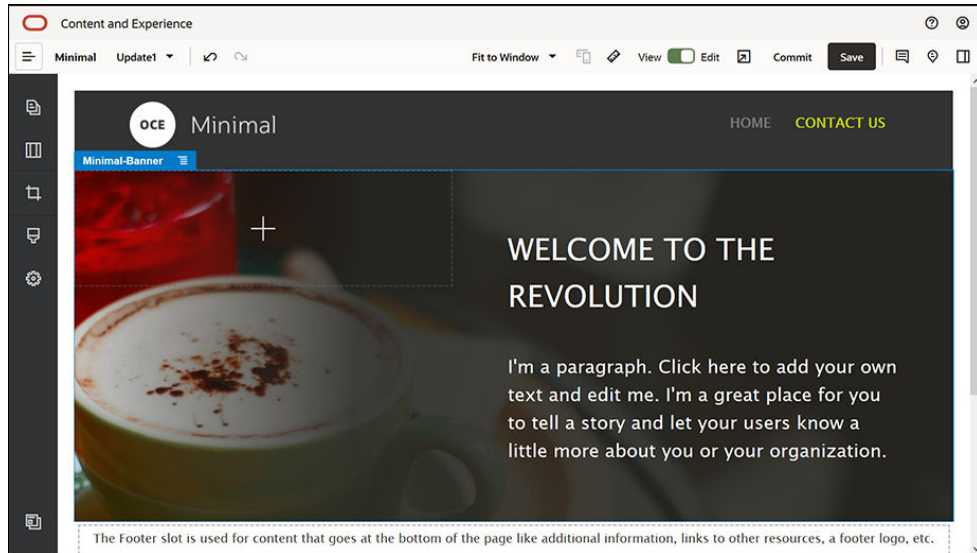 Content and Experience
Minimal Update1 Fit to Window View Edit Commit Save
OCE Minimal HOME CONTACT US
Minimal-Banner
WELCOME TO THE
REVOLUTION
I'm a paragraph. Click here to add your own
text and edit me. I'm a great place for you
to tell a story and let your users know a
little more about you or your organization.
The Footer slot is used for content that goes at the bottom of the page like additional information, links to other resources, a footer logo, etc.